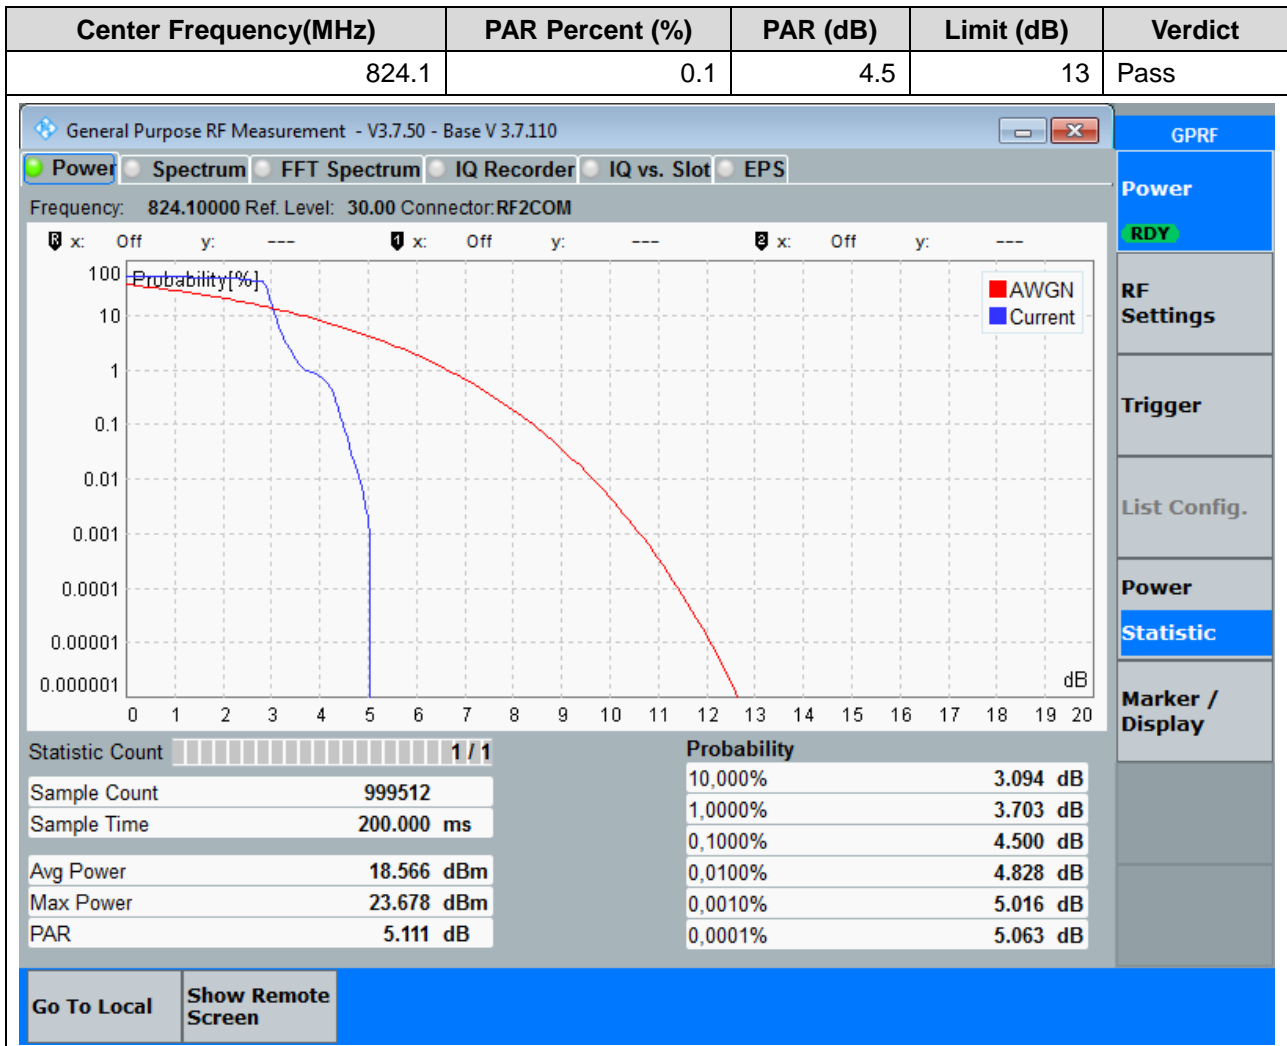 Center Frequency(MHz) PAR Percent (%) PAR (dB) Limit (dB) Verdict
824.1 0.1 4.5 13 Pass
General Purpose RF Measurement - V3.7.50 - Base V 3.7.110
GPRF
Power Spectrum FFT Spectrum IQ Recorder IQ vs. Slot EPS
Frequency: 824.10000 Ref. Level: 30.00 Connector:RF2COM
R x: Off y: --- 1 x: Off y: --- 2 x: Off y: ---
Probability[%]
AWGN
Current
100
10
1
0.1
0.01
0.001
0.0001
0.00001
0.000001
dB
0 1 2 3 4 5 6 7 8 9 10 11 12 13 14 15 16 17 18 19 20
Statistic Count 1 / 1
Sample Count 999512
Sample Time 200.000 ms
Avg Power 18.566 dBm
Max Power 23.678 dBm
PAR 5.111 dB
Probability
10,000% 3.094 dB
1,0000% 3.703 dB
0,1000% 4.500 dB
0,0100% 4.828 dB
0,0010% 5.016 dB
0,0001% 5.063 dB
Power
RDY
RF
Settings
Trigger
List Config.
Power
Statistic
Marker /
Display
Go To Local
Show Remote
Screen